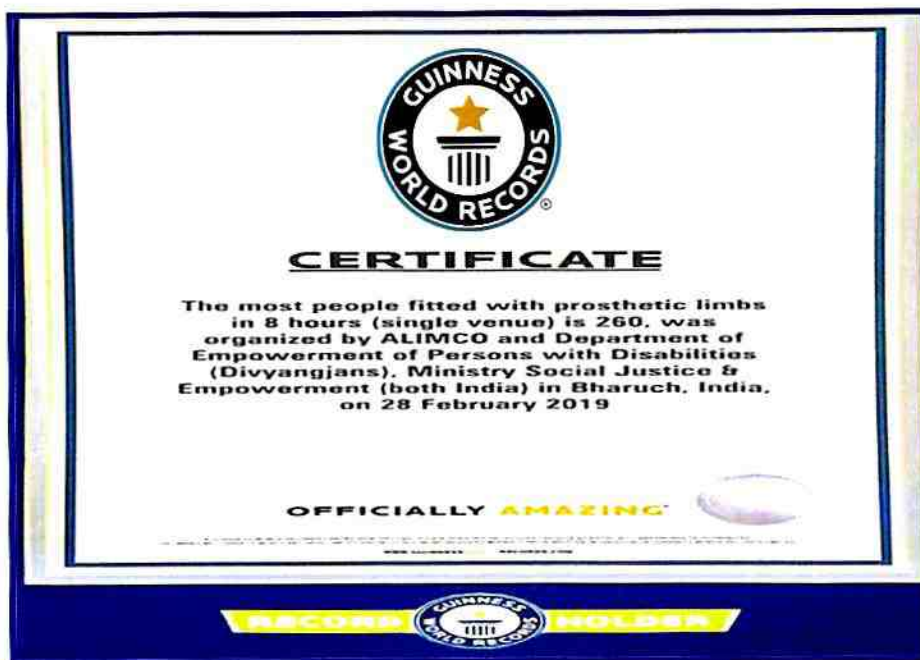 GUINNESS
WORLD RECORDS
®
CERTIFICATE
The most people fitted with prosthetic limbs
in 8 hours (single venue) is 260, was
organized by ALIMCO and Department of
Empowerment of Persons with Disabilities
(Divyangjans), Ministry Social Justice &
Empowerment (both India) in Bharuch, India,
on 28 February 2019
OFFICIALLY AMAZING
RECORD GUINNESS WORLD RECORDS HOLDER